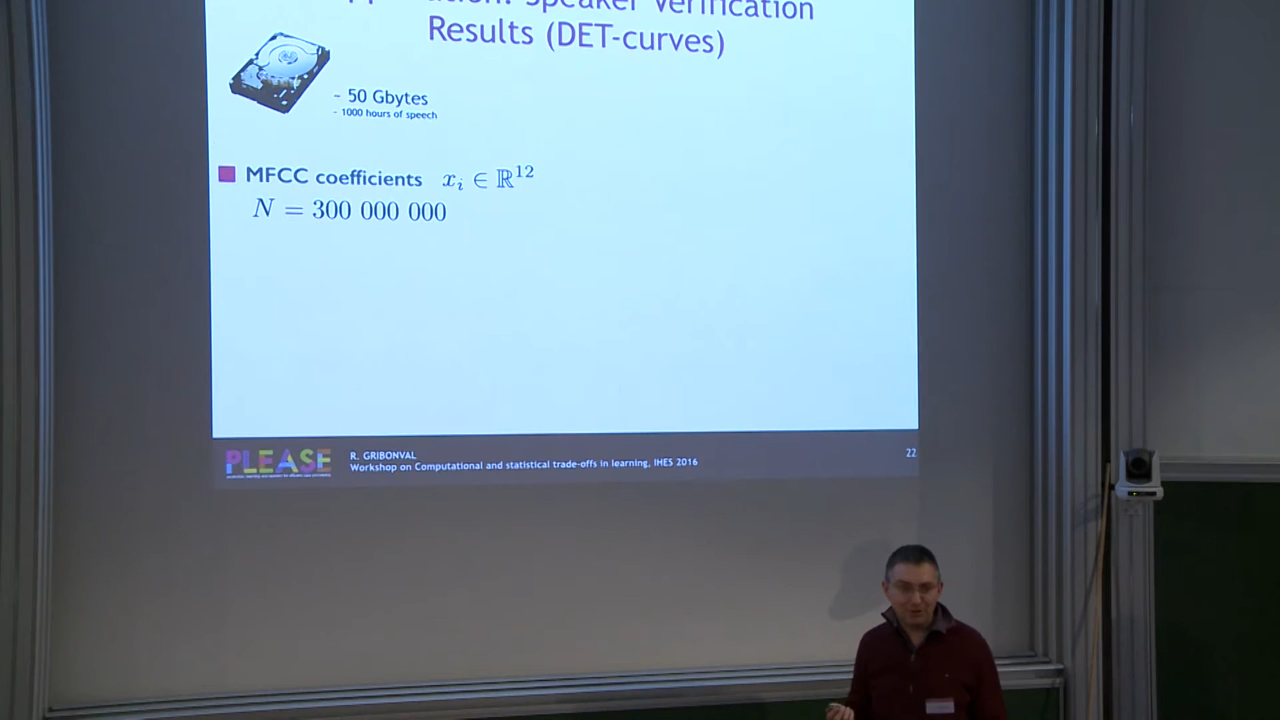 Verification
Results (DET-curves)
~ 50 Gbytes
~ 1000 hours of speech
MFCC coefficients x_i ∈ ℝ^12
N = 300 000 000
PLEASE
R. GRIBONVAL
Workshop on Computational and statistical trade-offs in learning, IHES 2016
22